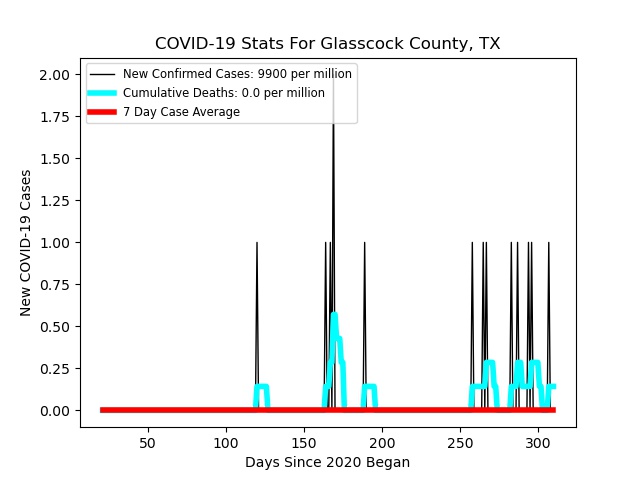 COVID-19 Stats For Glasscock County, TX
New Confirmed Cases: 9900 per million
Cumulative Deaths: 0.0 per million
7 Day Case Average
2.00
1.75
1.50
1.25
1.00
0.75
0.50
0.25
0.00
New COVID-19 Cases
50 100 150 200 250 300
Days Since 2020 Began